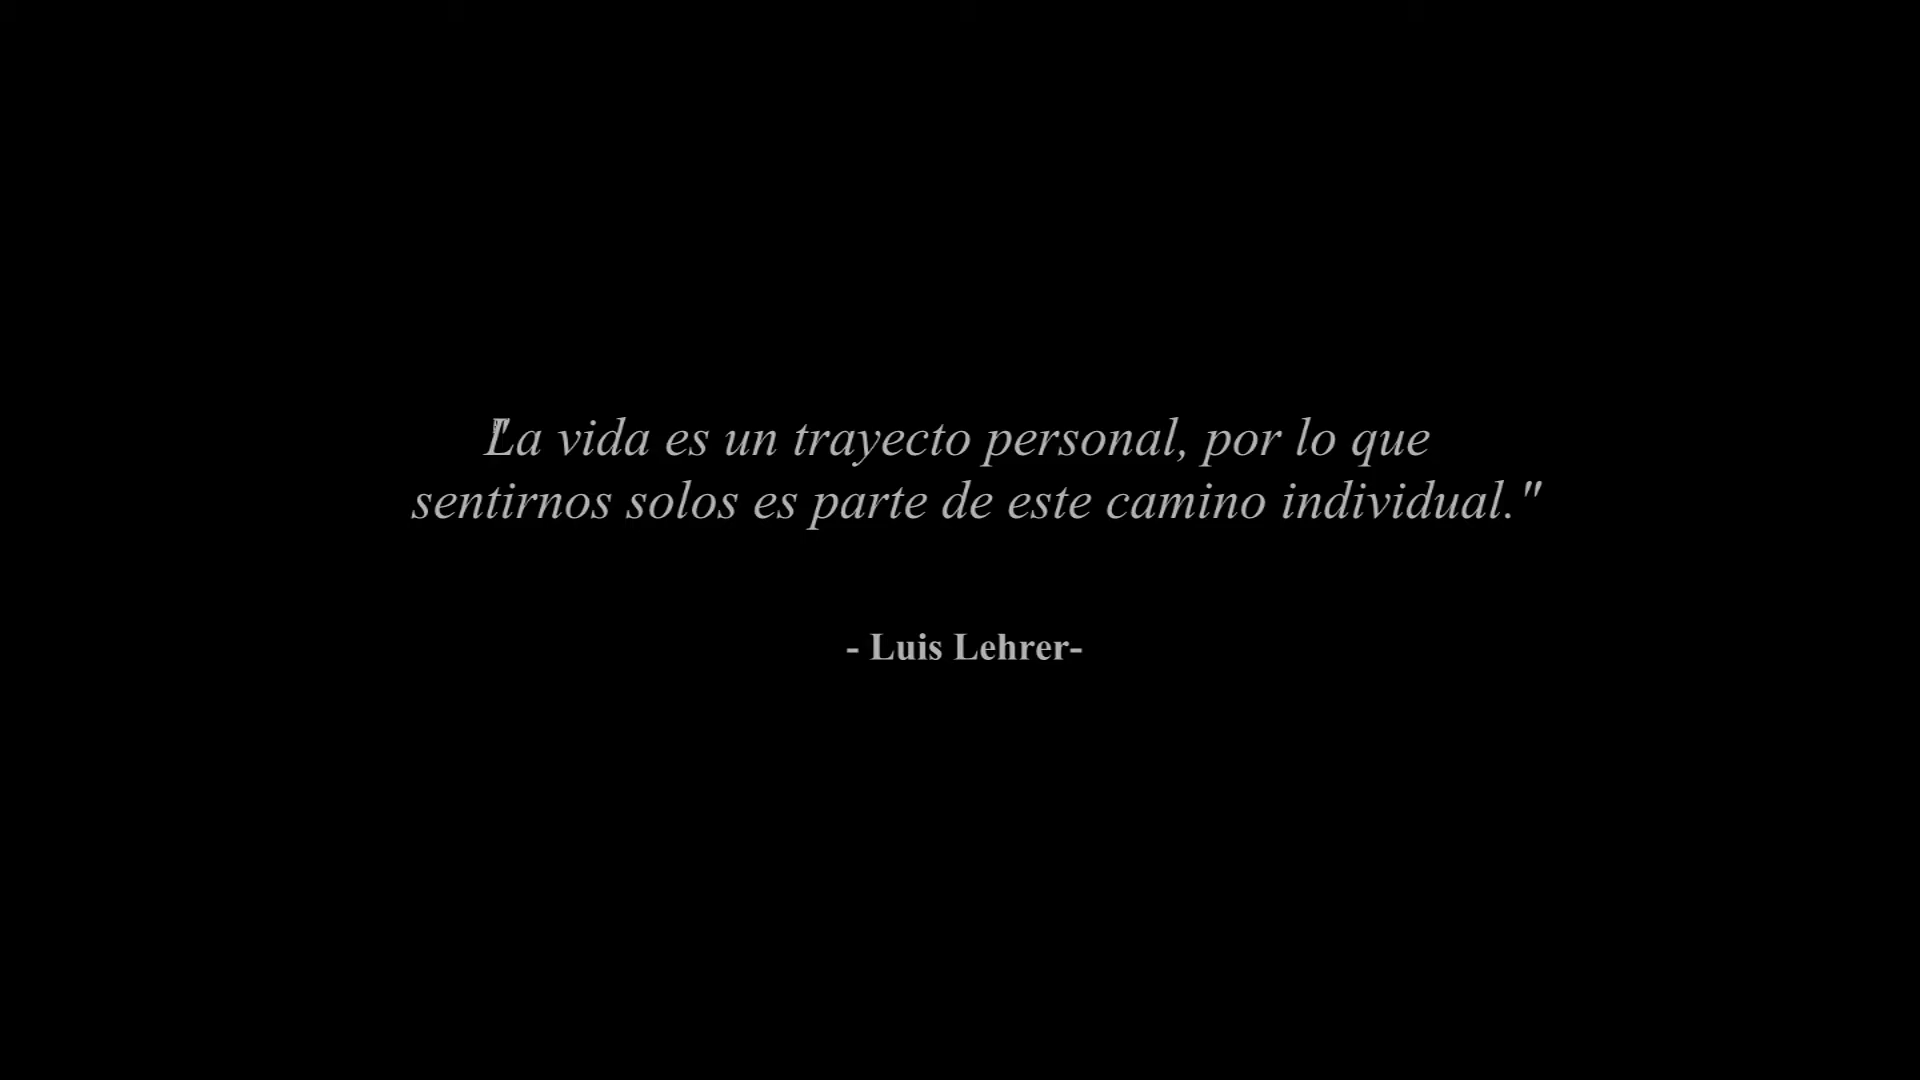 "La vida es un trayecto personal, por lo que
sentirnos solos es parte de este camino individual."
- Luis Lehrer-